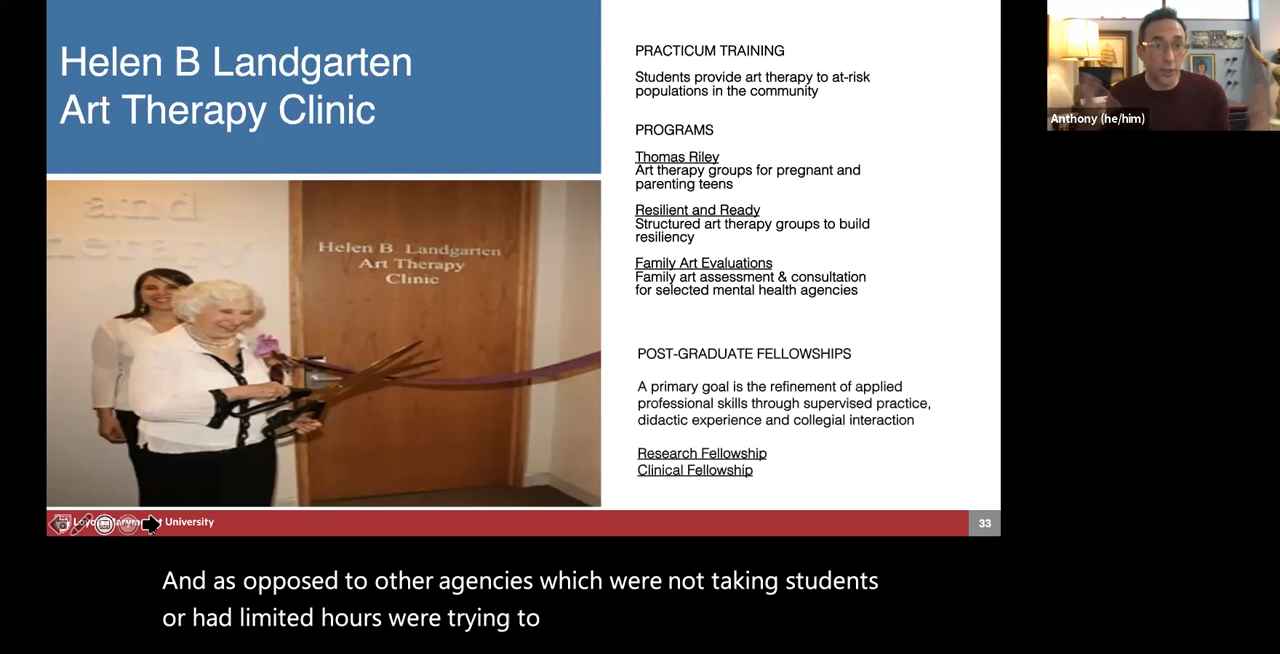 Helen B Landgarten
Art Therapy Clinic
and
therapy
Helen B. Landgarten
Art Therapy
Clinic
PRACTICUM TRAINING
Students provide art therapy to at-risk
populations in the community
PROGRAMS
Thomas Riley
Art therapy groups for pregnant and
parenting teens
Resilient and Ready
Structured art therapy groups to build
resiliency
Family Art Evaluations
Family art assessment & consultation
for selected mental health agencies
POST-GRADUATE FELLOWSHIPS
A primary goal is the refinement of applied
professional skills through supervised practice,
didactic experience and collegial interaction
Research Fellowship
Clinical Fellowship
Loyola Marymount University
33
Anthony (he/him)
And as opposed to other agencies which were not taking students
or had limited hours were trying to